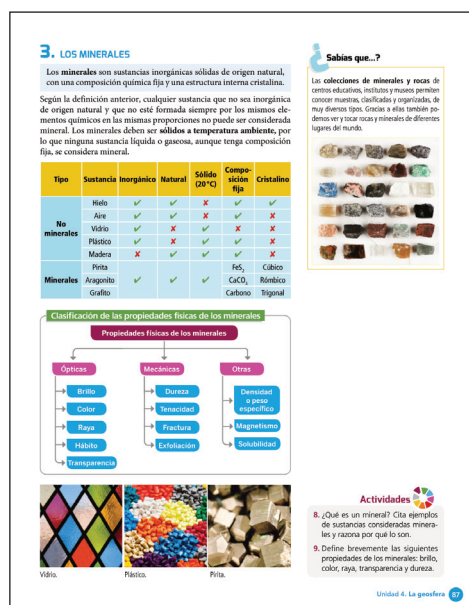 3. LOS MINERALES
Los minerales son sustancias inorgánicas sólidas de origen natural,
con una composición química fija y una estructura interna cristalina.
Según la definición anterior, cualquier sustancia que no sea inorgánica
de origen natural y que no esté formada siempre por los mismos ele-
mentos químicos en las mismas proporciones no puede ser considerada
mineral. Los minerales deben ser sólidos a temperatura ambiente, por
lo que ninguna sustancia líquida o gaseosa, aunque tenga composición
fija, se considera mineral.
Tipo Sustancia Inorgánico Natural Sólido (20 °C) Compo-sición fija Cristalino
No minerales
Hielo ✔ ✔ ✘ ✔ ✔
Aire ✔ ✔ ✘ ✔ ✘
Vidrio ✔ ✘ ✔ ✘ ✘
Plástico ✔ ✘ ✔ ✔ ✘
Madera ✘ ✔ ✔ ✔ ✘
Minerales
Pirita FeS₂ Cúbico
Aragonito ✔ ✔ ✔ CaCO₃ Rómbico
Grafito Carbono Trigonal
Clasificación de las propiedades físicas de los minerales
Propiedades físicas de los minerales
Ópticas
Brillo
Color
Raya
Hábito
Transparencia
Mecánicas
Dureza
Tenacidad
Fractura
Exfoliación
Otras
Densidad
o peso
específico
Magnetismo
Solubilidad
Vidrio.
Plástico.
Pirita.
¿Sabías que...?
Las colecciones de minerales y rocas de
centros educativos, institutos y museos permiten
conocer muestras, clasificadas y organizadas, de
muy diversos tipos. Gracias a ellas también po-
demos ver y tocar rocas y minerales de diferentes
lugares del mundo.
Actividades
8. ¿Qué es un mineral? Cita ejemplos
de sustancias consideradas minera-
les y razona por qué lo son.
9. Define brevemente las siguientes
propiedades de los minerales: brillo,
color, raya, transparencia y dureza.
Unidad 4. La geosfera 87